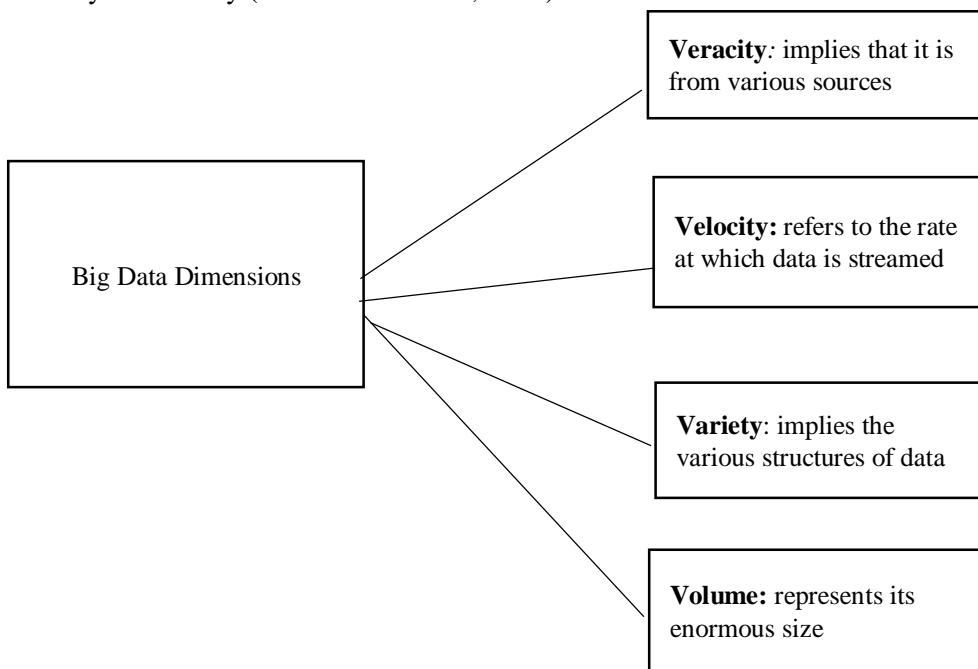 Veracity: implies that it is
from various sources
Velocity: refers to the rate
at which data is streamed
Big Data Dimensions
Variety: implies the
various structures of data
Volume: represents its
enormous size